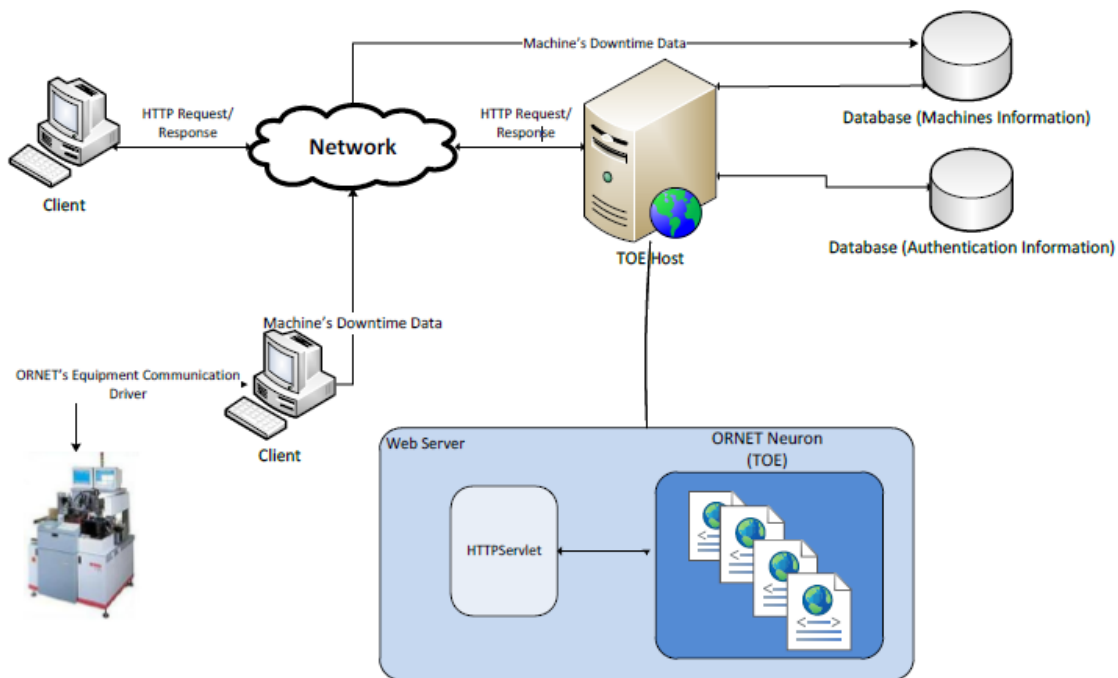 Machine's Downtime Data
HTTP Request/
Response
HTTP Request/
Response
Network
Client
TOE Host
Database (Machines Information)
Database (Authentication Information)
Machine's Downtime Data
ORNET's Equipment Communication
Driver
Client
Web Server
ORNET Neuron
(TOE)
HTTPServlet